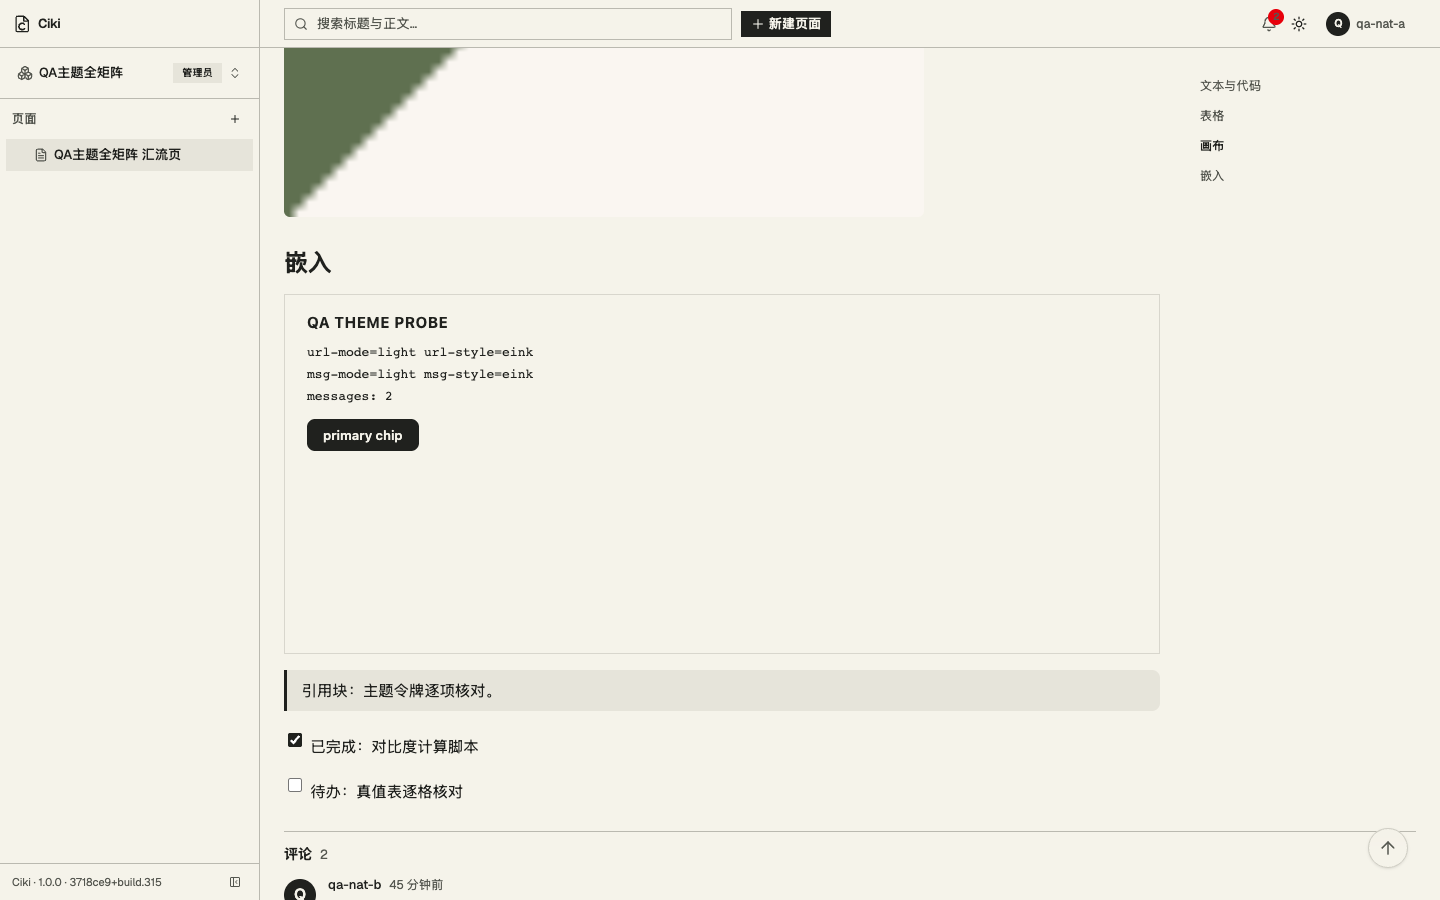 Ciki
搜索标题与正文...
新建页面
Q qa-nat-a
QA主题全矩阵 管理员
页面
QA主题全矩阵 汇流页
文本与代码
表格
画布
嵌入
嵌入
QA THEME PROBE
url-mode=light url-style=eink
msg-mode=light msg-style=eink
messages: 2
primary chip
引用块：主题令牌逐项核对。
已完成：对比度计算脚本
待办：真值表逐格核对
评论 2
Q qa-nat-b 45 分钟前
Ciki · 1.0.0 · 3718ce9+build.315